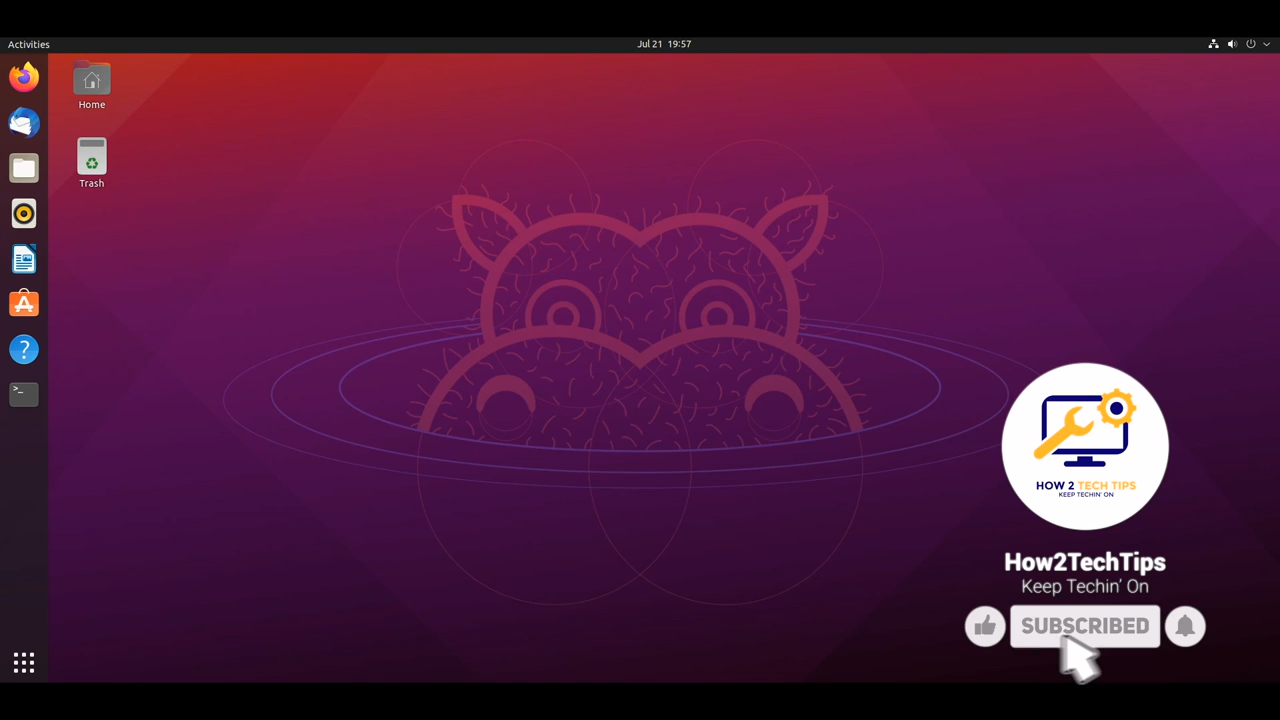 Activities
Jul 21 19:57
Home
Trash
?
>_
HOW 2 TECH TIPS
KEEP TECHIN' ON
How2TechTips
Keep Techin' On
SUBSCRIBED